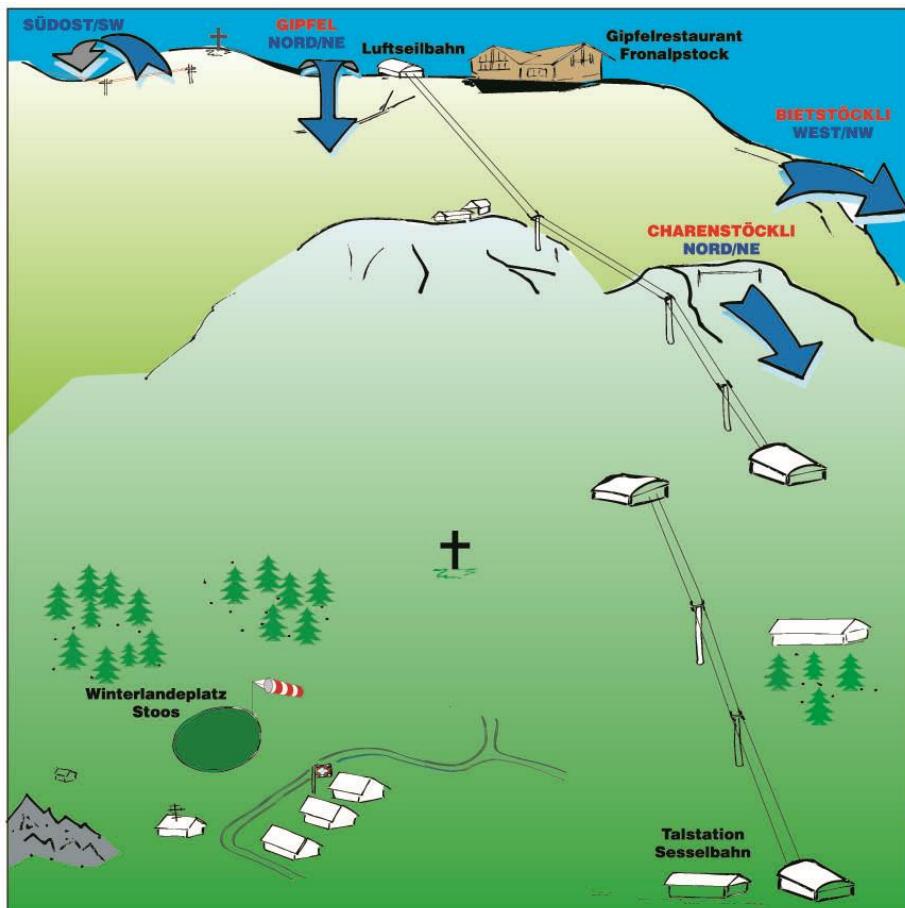 SÜDOST/SW
GIPFEL
NORD/NE
Luftseilbahn
Gipfelrestaurant
Fronalpstock
BIETSTÖCKLI
WEST/NW
CHARENSTÖCKLI
NORD/NE
Winterlandeplatz
Stoos
Talstation
Sesselbahn